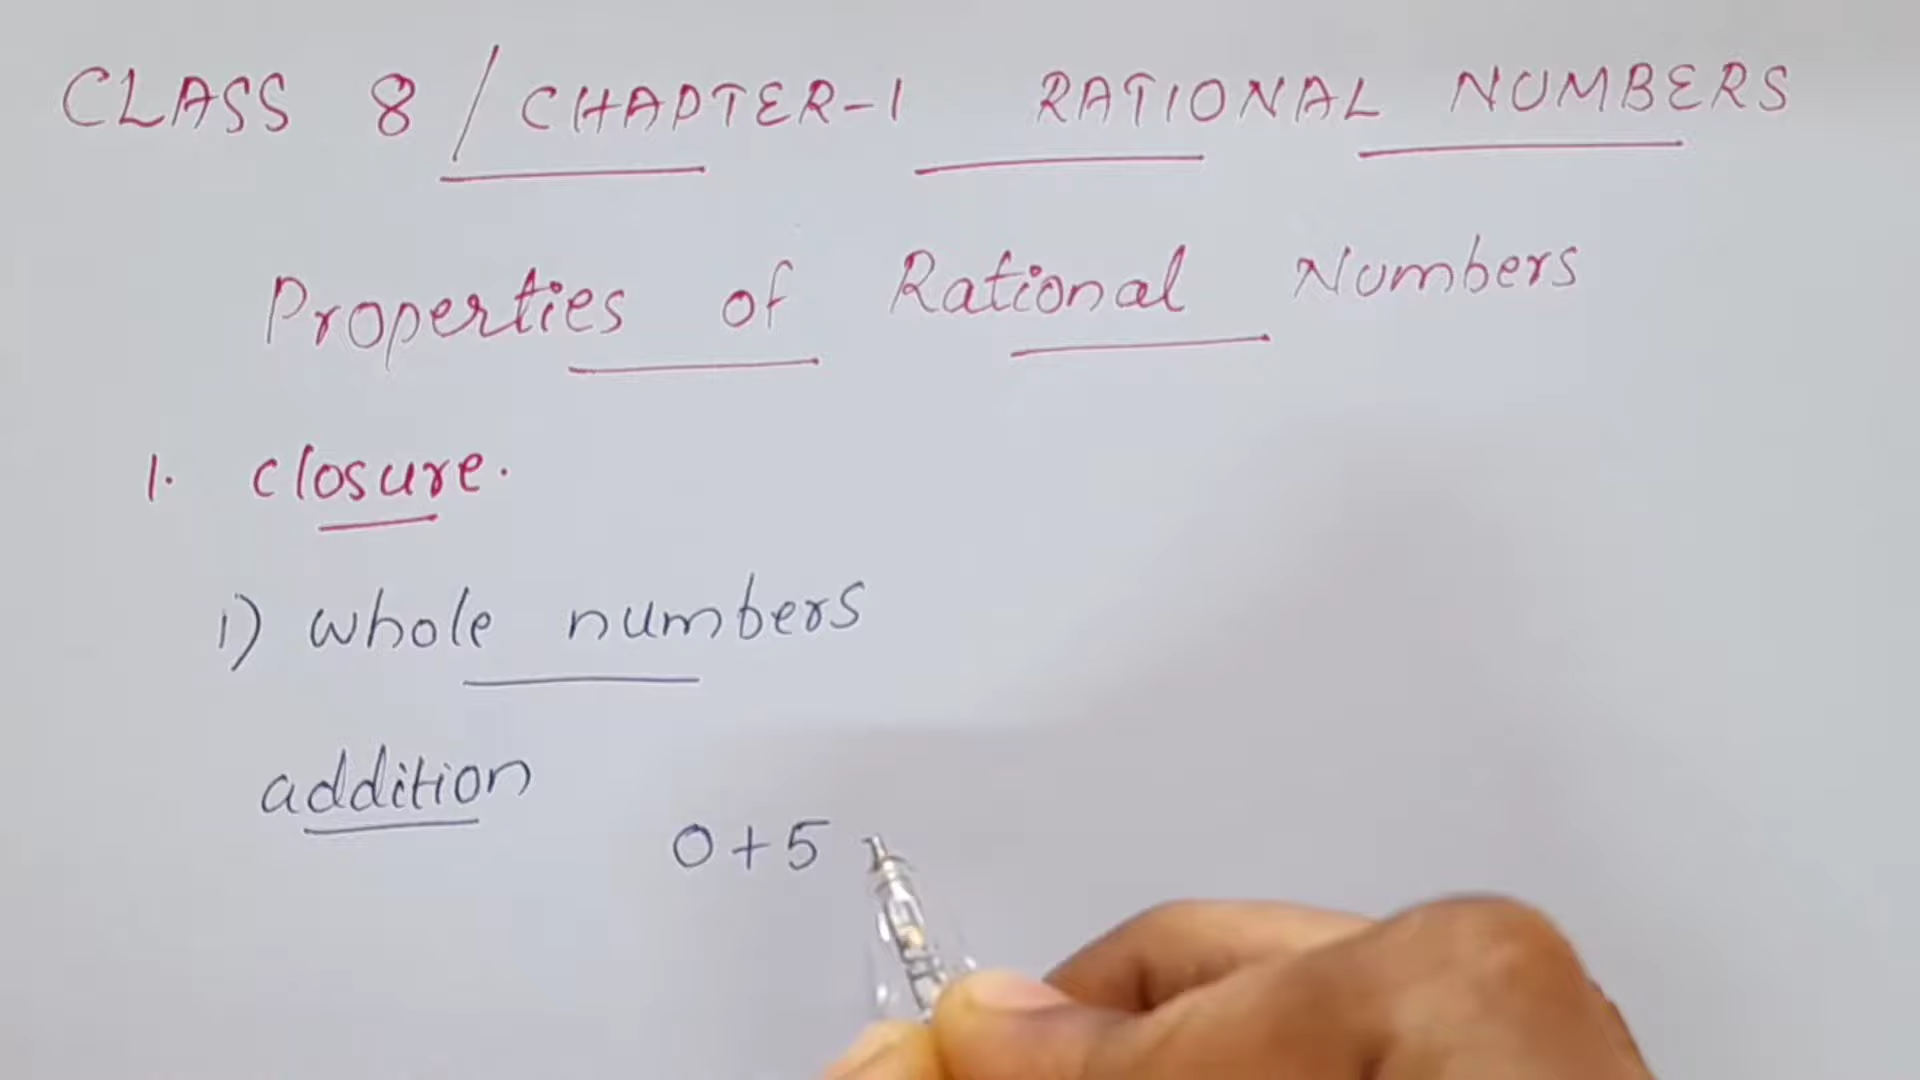 CLASS 8 / CHAPTER-1 RATIONAL NUMBERS
Properties of Rational Numbers
1. closure.
1) whole numbers
addition
0+5